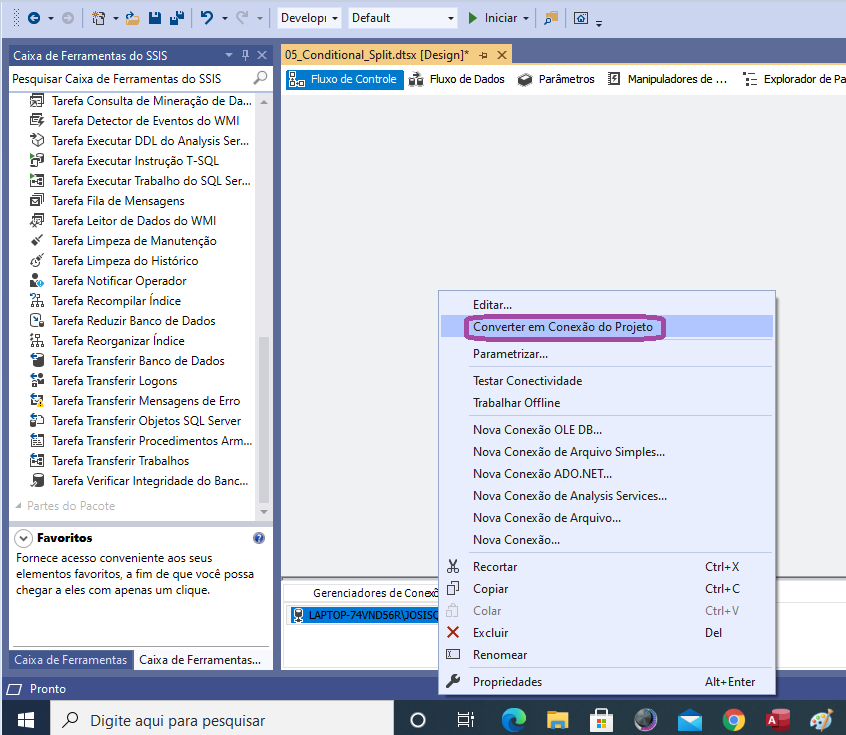 Developi
Default
Iniciar
Caixa de Ferramentas do SSIS
Pesquisar Caixa de Ferramentas do SSIS
Tarefa Consulta de Mineração de Da...
Tarefa Detector de Eventos do WMI
Tarefa Executar DDL do Analysis Ser...
Tarefa Executar Instrução T-SQL
Tarefa Executar Trabalho do SQL Ser...
Tarefa Fila de Mensagens
Tarefa Leitor de Dados do WMI
Tarefa Limpeza de Manutenção
Tarefa Limpeza do Histórico
Tarefa Notificar Operador
Tarefa Recompilar Índice
Tarefa Reduzir Banco de Dados
Tarefa Reorganizar Índice
Tarefa Transferir Banco de Dados
Tarefa Transferir Logons
Tarefa Transferir Mensagens de Erro
Tarefa Transferir Objetos SQL Server
Tarefa Transferir Procedimentos Arm...
Tarefa Transferir Trabalhos
Tarefa Verificar Integridade do Banc...
Partes do Pacote
Favoritos
Fornece acesso conveniente aos seus
elementos favoritos, a fim de que você possa
chegar a eles com apenas um clique.
Caixa de Ferramentas
Caixa de Ferramentas...
05_Conditional_Split.dtsx [Design]*
Fluxo de Controle
Fluxo de Dados
Parâmetros
Manipuladores de ...
Explorador de Pa
Editar...
Converter em Conexão do Projeto
Parametrizar...
Testar Conectividade
Trabalhar Offline
Nova Conexão OLE DB...
Nova Conexão de Arquivo Simples...
Nova Conexão ADO.NET...
Nova Conexão de Analysis Services...
Nova Conexão de Arquivo...
Nova Conexão...
Recortar Ctrl+X
Copiar Ctrl+C
Colar Ctrl+V
Excluir Del
Renomear
Propriedades Alt+Enter
Gerenciadores de Conexõ
LAPTOP-74VND56R\JOSISQ
Pronto
Digite aqui para pesquisar